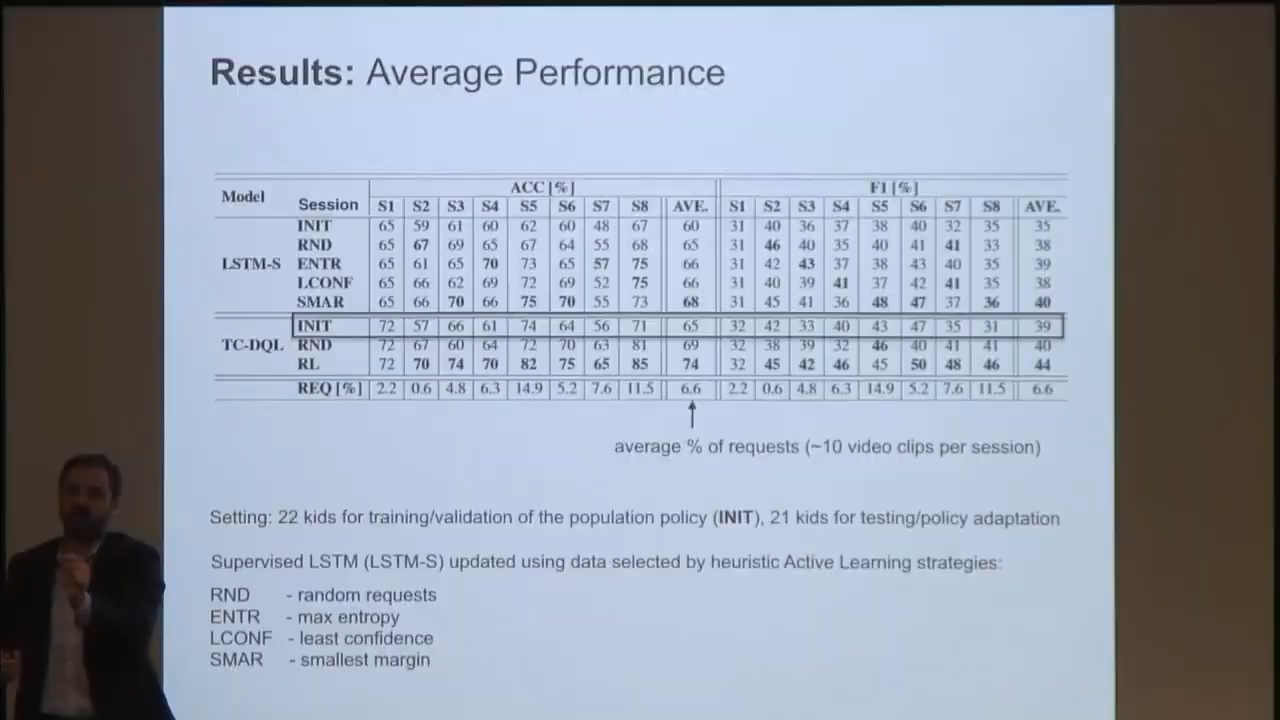 Results: Average Performance
Model Session ACC [%] F1 [%]
S1 S2 S3 S4 S5 S6 S7 S8 AVE. S1 S2 S3 S4 S5 S6 S7 S8 AVE.
INIT 65 59 61 60 62 60 48 67 60 31 40 36 37 38 40 32 35 35
RND 65 67 69 65 67 64 55 68 65 31 46 40 35 40 41 41 33 38
LSTM-S ENTR 65 61 65 70 73 65 57 75 66 31 42 43 37 38 43 40 35 39
LCONF 65 66 62 69 72 69 52 75 66 31 40 39 41 37 42 41 35 38
SMAR 65 66 70 66 75 70 55 73 68 31 45 41 36 48 47 37 36 40
INIT 72 57 66 61 74 64 56 71 65 32 42 33 40 43 47 35 31 39
TC-DQL RND 72 67 60 64 72 70 63 81 69 32 38 39 32 46 40 41 41 40
RL 72 70 74 70 82 75 65 85 74 32 45 42 46 45 50 48 46 44
REQ [%] 2.2 0.6 4.8 6.3 14.9 5.2 7.6 11.5 6.6 2.2 0.6 4.8 6.3 14.9 5.2 7.6 11.5 6.6
average % of requests (~10 video clips per session)
Setting: 22 kids for training/validation of the population policy (INIT), 21 kids for testing/policy adaptation
Supervised LSTM (LSTM-S) updated using data selected by heuristic Active Learning strategies:
RND - random requests
ENTR - max entropy
LCONF - least confidence
SMAR - smallest margin